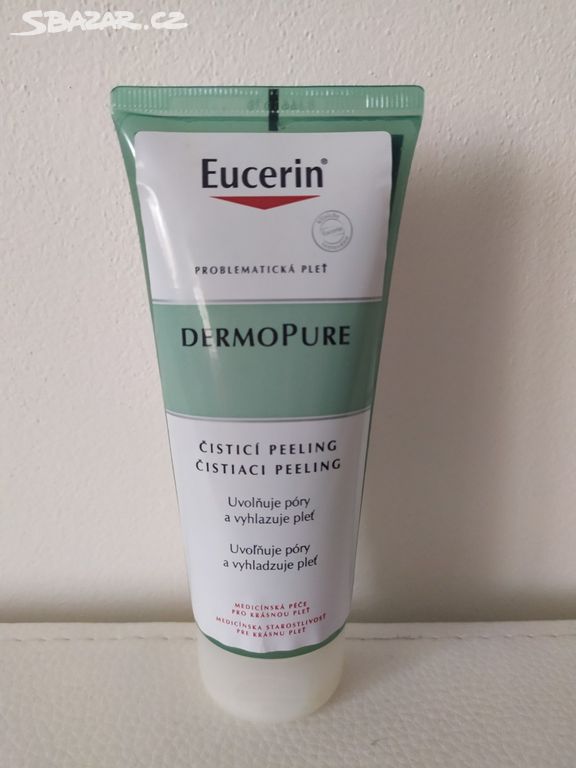 SBAZAR.CZ
Eucerin®
Eucerin
PROBLEMATICKÁ PLEŤ
DERMOPURE
ČISTICÍ PEELING
ČISTIACI PEELING
Uvolňuje póry
a vyhlazuje pleť
Uvoľňuje póry
a vyhladzuje pleť
MEDICÍNSKÁ PÉČE
PRO KRÁSNOU PLEŤ
MEDICÍNSKA STAROSTLIVOSŤ
PRE KRÁSNU PLEŤ